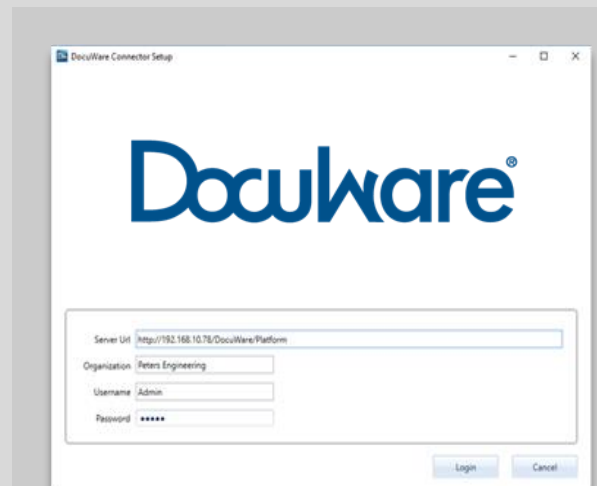 DocuWare Connector Setup
DocuWare®
Server Url http://192.168.10.78/DocuWare/Platform
Organization Peters Engineering
Username Admin
Password •••••
Login Cancel